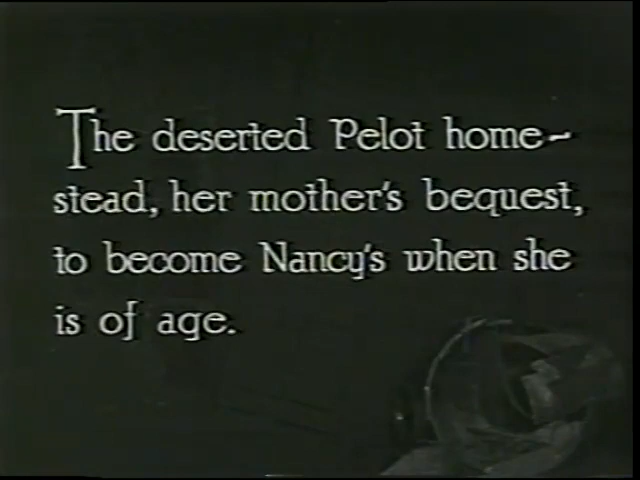 The deserted Pelot home-
stead, her mother's bequest,
to become Nancy's when she
is of age.